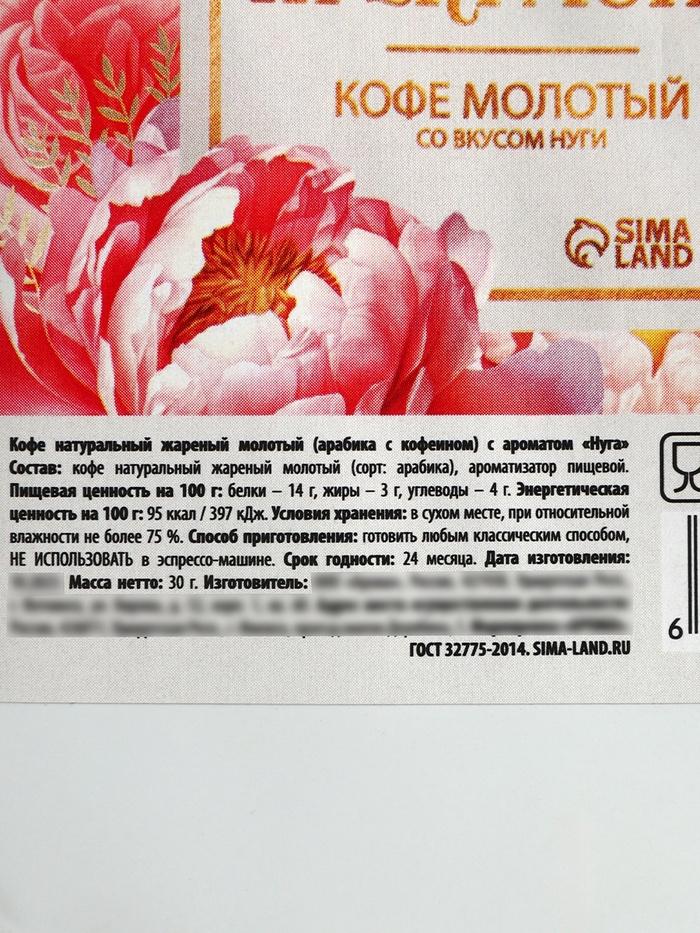 КОФЕ МОЛОТЫЙ
СО ВКУСОМ НУГИ
SIMA
LAND
Кофе натуральный жареный молотый (арабика с кофеином) с ароматом «Нуга»
Состав: кофе натуральный жареный молотый (сорт: арабика), ароматизатор пищевой.
Пищевая ценность на 100 г: белки – 14 г, жиры – 3 г, углеводы – 4 г. Энергетическая
ценность на 100 г: 95 ккал / 397 кДж. Условия хранения: в сухом месте, при относительной
влажности не более 75 %. Способ приготовления: готовить любым классическим способом,
НЕ ИСПОЛЬЗОВАТЬ в эспрессо-машине. Срок годности: 24 месяца. Дата изготовления:
Масса нетто: 30 г. Изготовитель:
ГОСТ 32775-2014. SIMA-LAND.RU
6